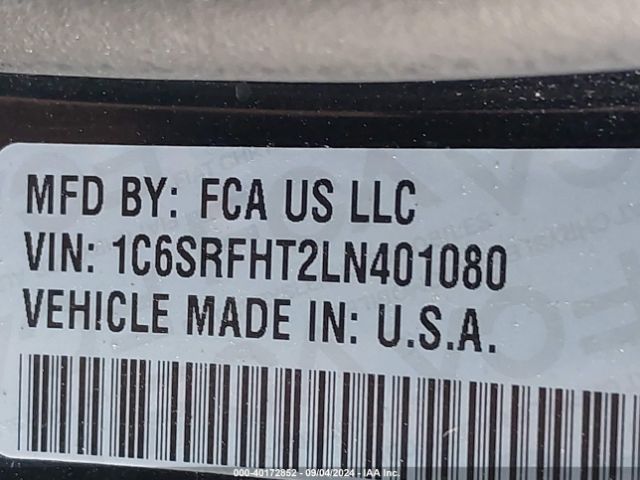 MFD BY: FCA US LLC
VIN: 1C6SRFHT2LN401080
VEHICLE MADE IN: U.S.A.
000-40172852 - 09/04/2024 - IAA Inc.